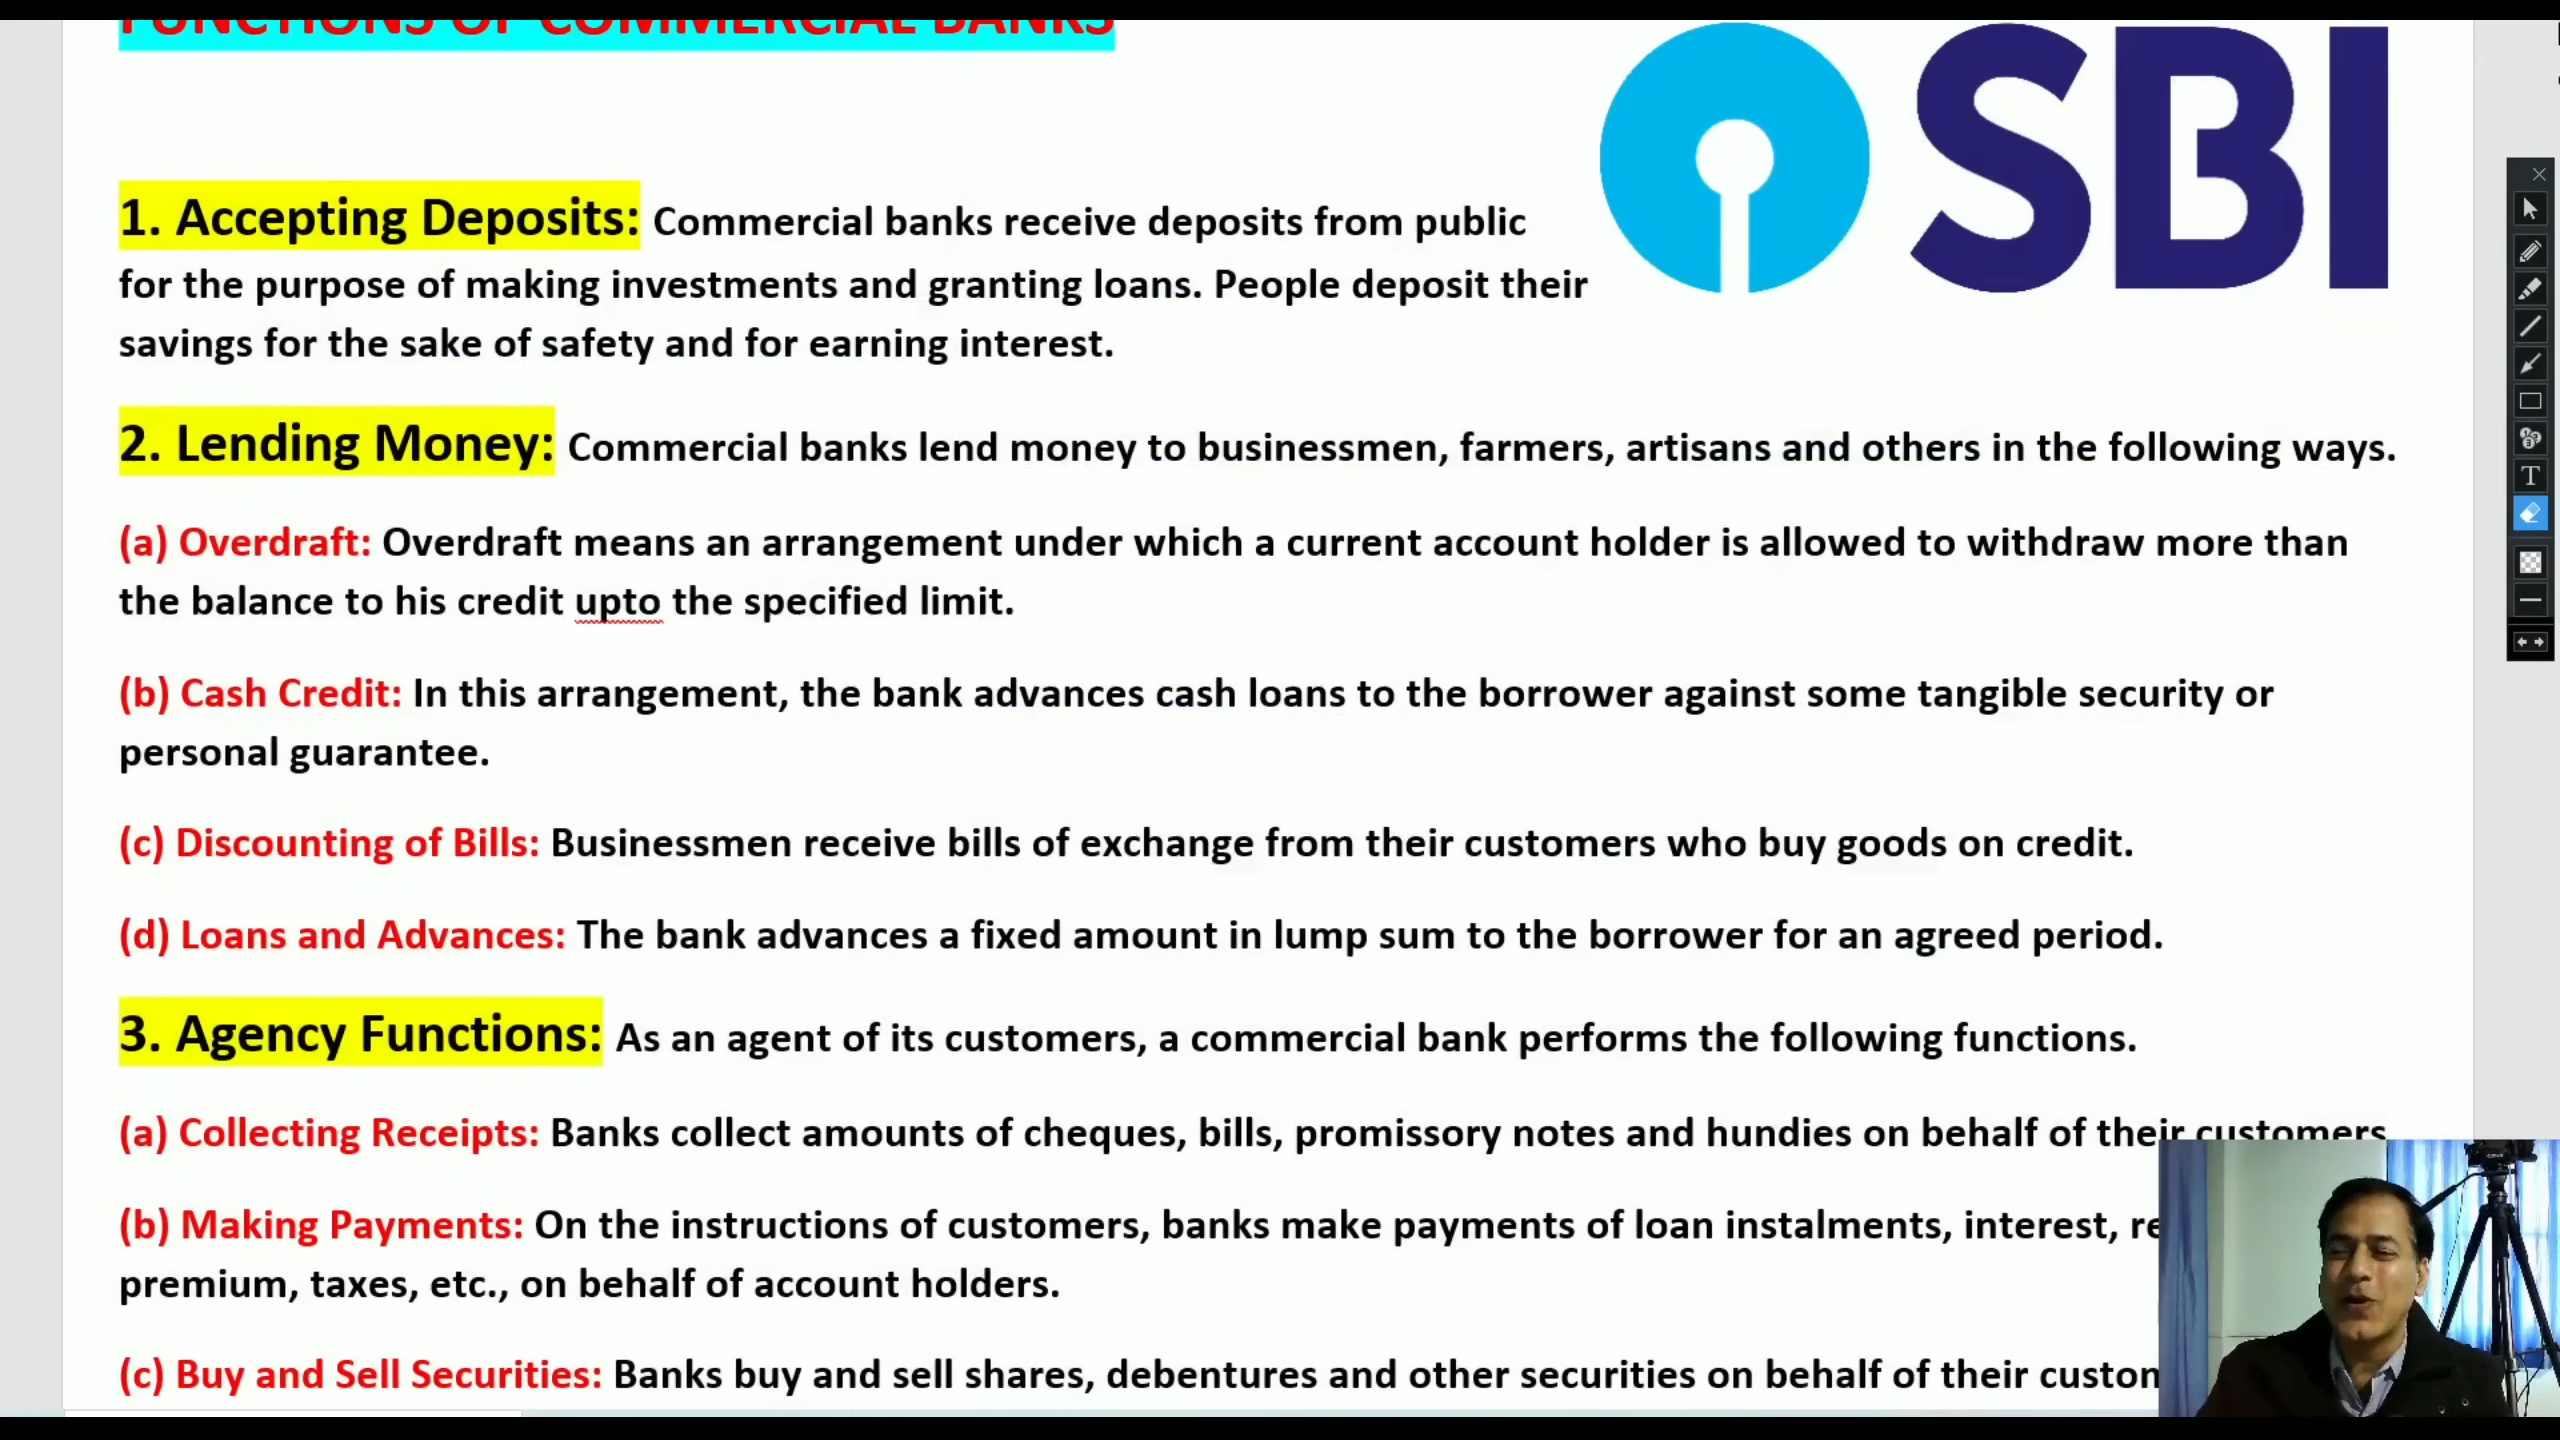 FUNCTIONS OF COMMERCIAL BANKS
SBI
1. Accepting Deposits: Commercial banks receive deposits from public
for the purpose of making investments and granting loans. People deposit their
savings for the sake of safety and for earning interest.
2. Lending Money: Commercial banks lend money to businessmen, farmers, artisans and others in the following ways.
(a) Overdraft: Overdraft means an arrangement under which a current account holder is allowed to withdraw more than
the balance to his credit upto the specified limit.
(b) Cash Credit: In this arrangement, the bank advances cash loans to the borrower against some tangible security or
personal guarantee.
(c) Discounting of Bills: Businessmen receive bills of exchange from their customers who buy goods on credit.
(d) Loans and Advances: The bank advances a fixed amount in lump sum to the borrower for an agreed period.
3. Agency Functions: As an agent of its customers, a commercial bank performs the following functions.
(a) Collecting Receipts: Banks collect amounts of cheques, bills, promissory notes and hundies on behalf of their customers
(b) Making Payments: On the instructions of customers, banks make payments of loan instalments, interest,
premium, taxes, etc., on behalf of account holders.
(c) Buy and Sell Securities: Banks buy and sell shares, debentures and other securities on behalf of their